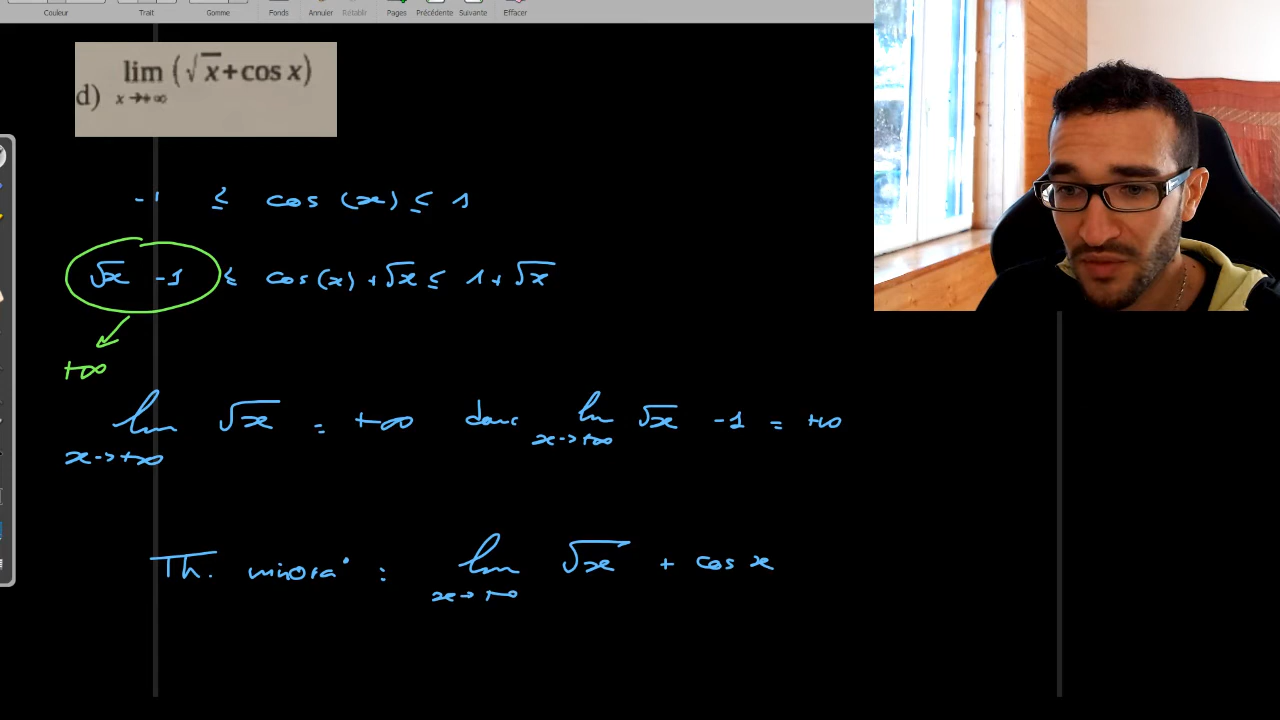 Couleur Trait Gomme Fonds Annuler Rétablir Pages Précédente Suivante Effacer
d) lim (√x+cos x)
x→+∞
-1 ≤ cos (x) ≤ 1
√x -1 ≤ cos(x) + √x ≤ 1 + √x
+∞
lim √x = +∞ donc lim √x -1 = +∞
x→+∞ x→+∞
Th. minora° : lim √x + cos x
x→+∞